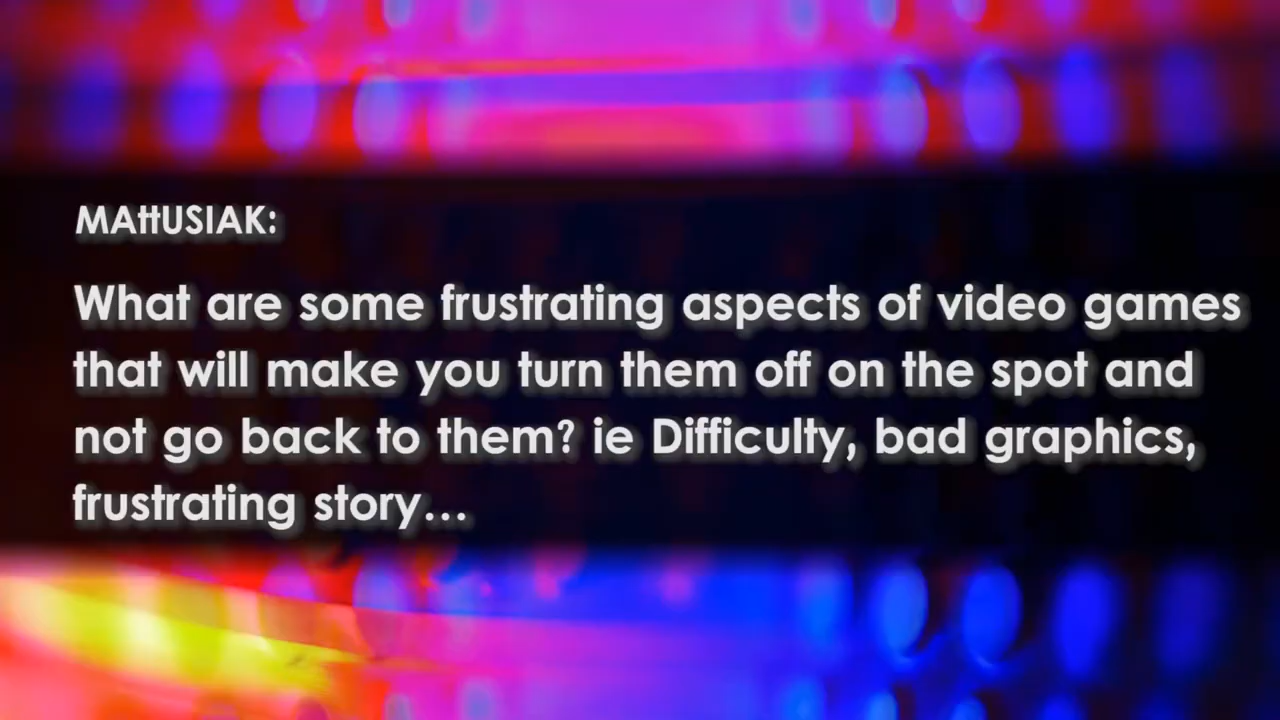 MAttUSIAK:
What are some frustrating aspects of video games
that will make you turn them off on the spot and
not go back to them? ie Difficulty, bad graphics,
frustrating story...